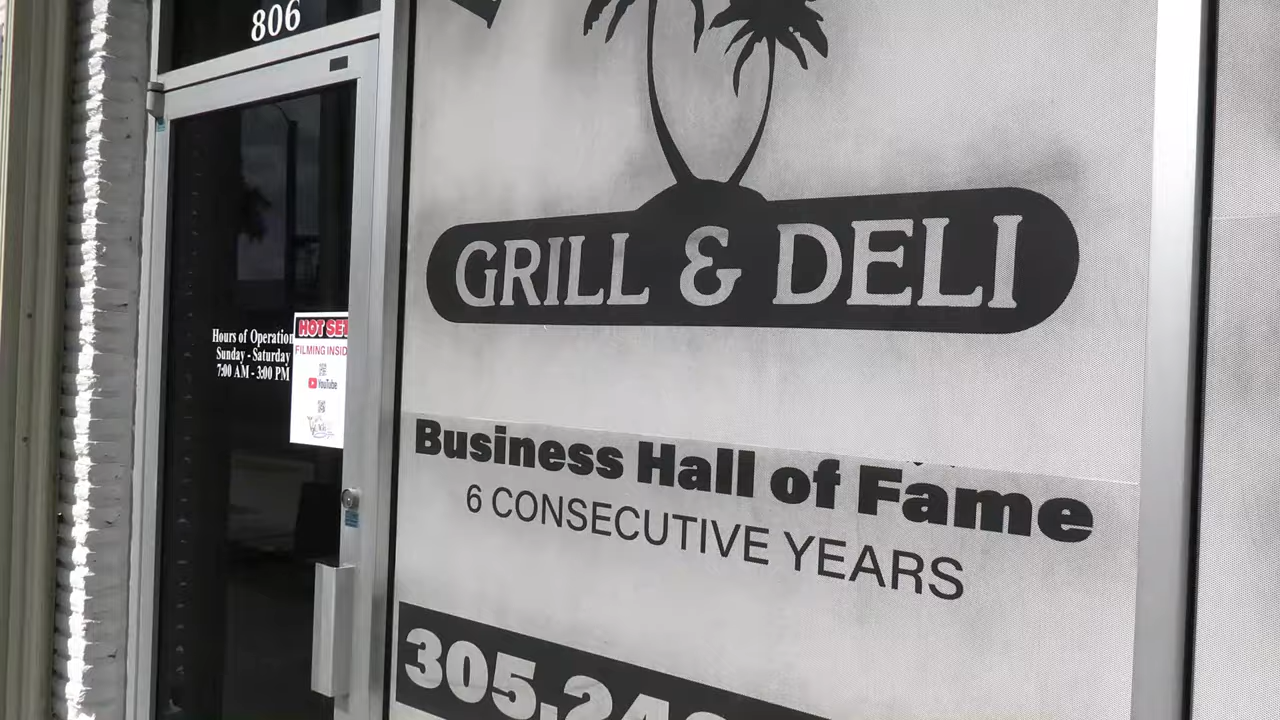 806
GRILL & DELI
Hours of Operation
Sunday - Saturday
7:00 AM - 3:00 PM
HOT SET
FILMING INSID
YouTube
Business Hall of Fame
6 CONSECUTIVE YEARS
305.24